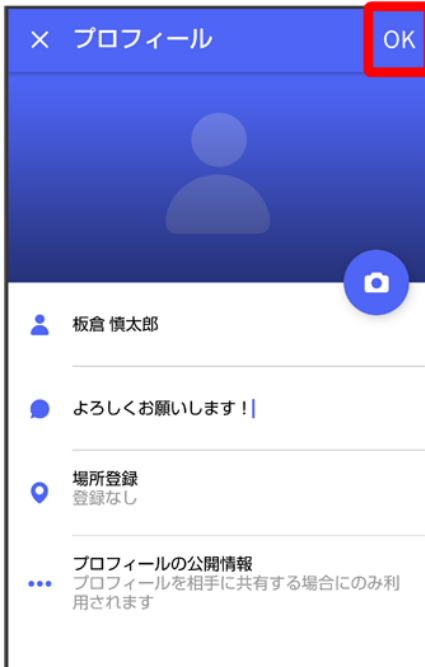 × プロフィール OK
板倉 慎太郎
よろしくお願いします！
場所登録
登録なし
プロフィールの公開情報
プロフィールを相手に共有する場合にのみ利
用されます